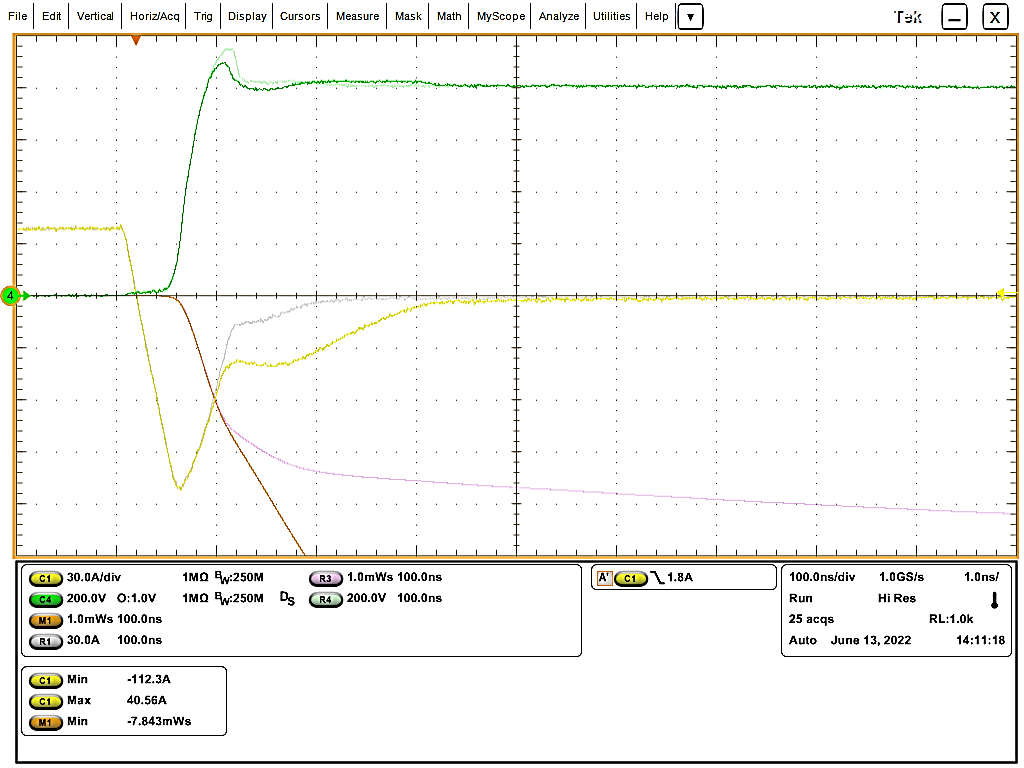 File Edit Vertical Horiz/Acq Trig Display Cursors Measure Mask Math MyScope Analyze Utilities Help ▼ Tek X
4
C1 30.0A/div 1MΩ BW:250M
C4 200.0V O:1.0V 1MΩ BW:250M DS
M1 1.0mWs 100.0ns
R1 30.0A 100.0ns
R3 1.0mWs 100.0ns
R4 200.0V 100.0ns
A' C1 1.8A
100.0ns/div 1.0GS/s 1.0ns/
Run Hi Res
25 acqs RL:1.0k
Auto June 13, 2022 14:11:18
C1 Min -112.3A
C1 Max 40.56A
M1 Min -7.843mWs